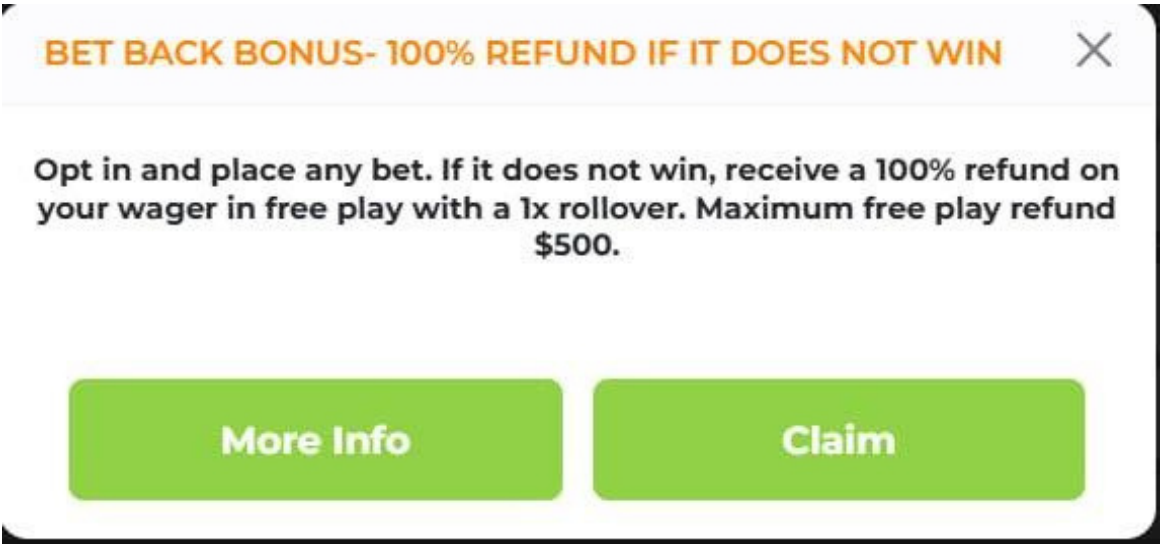 BET BACK BONUS- 100% REFUND IF IT DOES NOT WIN
Opt in and place any bet. If it does not win, receive a 100% refund on
your wager in free play with a 1x rollover. Maximum free play refund
$500.
More Info
Claim